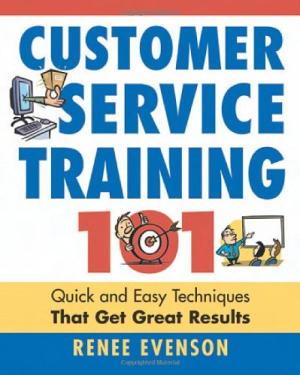 CUSTOMER
SERVICE
TRAINING
101
Quick and Easy Techniques
That Get Great Results
RENEE EVENSON